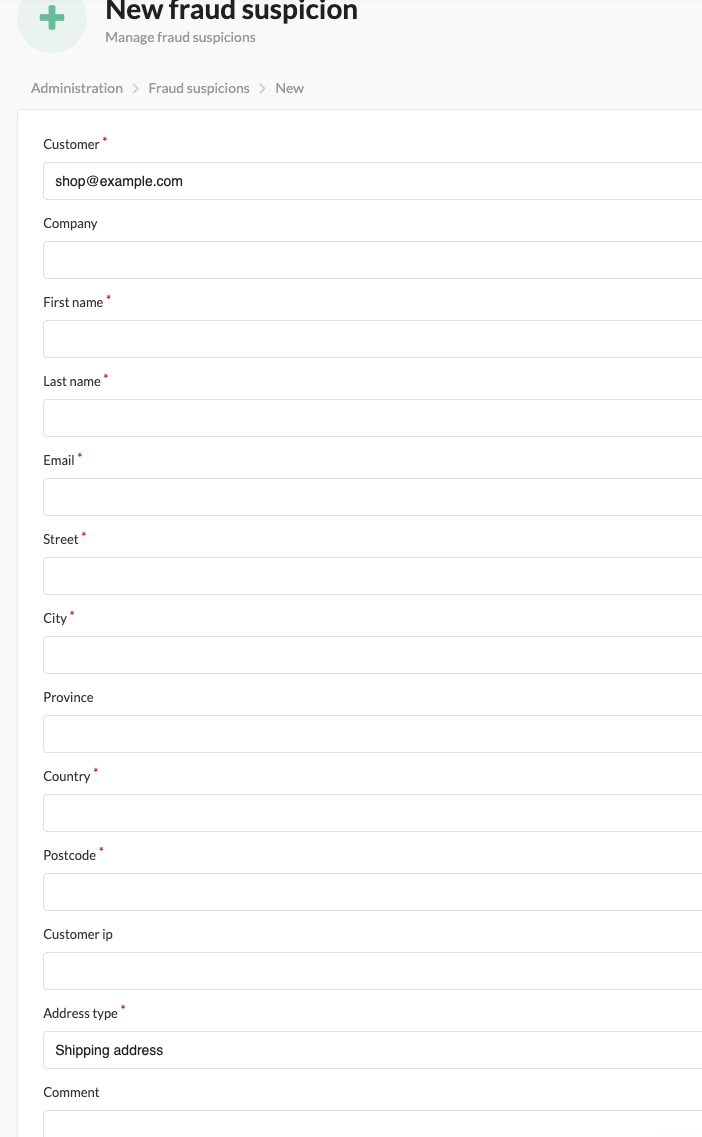 New fraud suspicion
Manage fraud suspicions
Administration > Fraud suspicions > New
Customer *
shop@example.com
Company
First name *
Last name *
Email *
Street *
City *
Province
Country *
Postcode *
Customer ip
Address type *
Shipping address
Comment